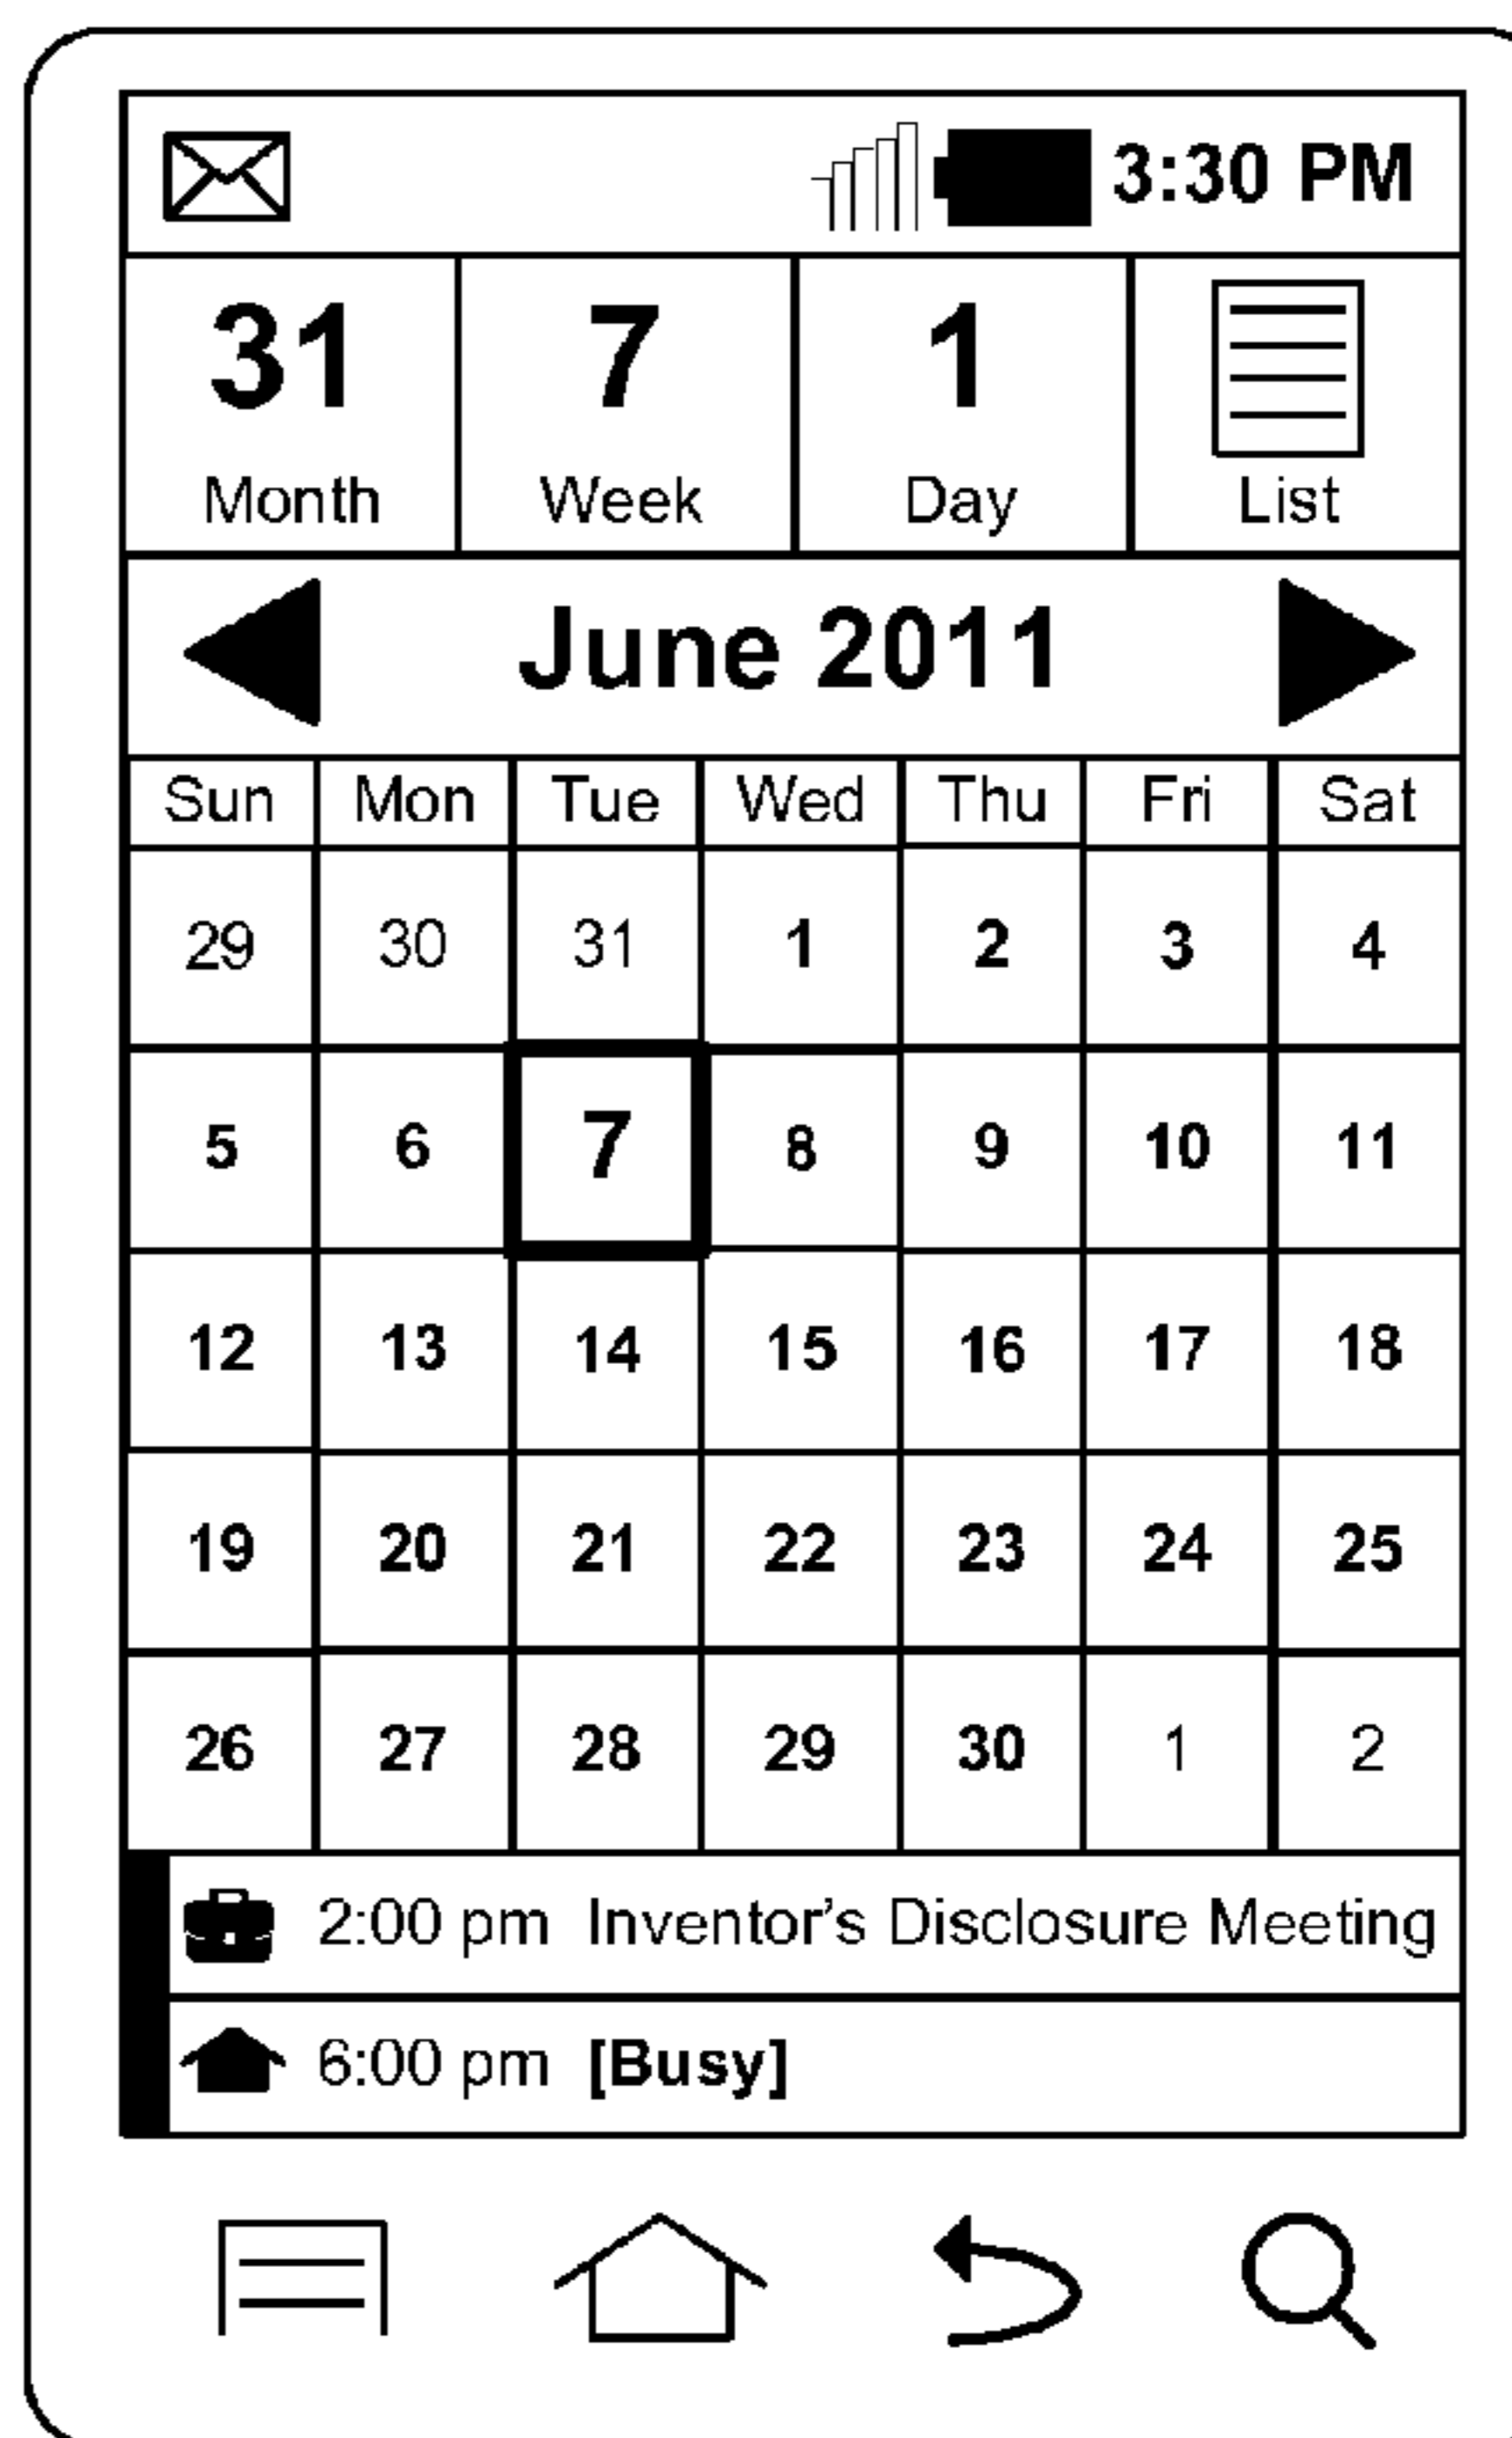 3:30 PM
31 7 1
Month Week Day List
June 2011
Sun Mon Tue Wed Thu Fri Sat
29 30 31 1 2 3 4
5 6 7 8 9 10 11
12 13 14 15 16 17 18
19 20 21 22 23 24 25
26 27 28 29 30 1 2
2:00 pm Inventor's Disclosure Meeting
6:00 pm [Busy]